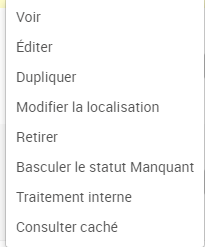 Voir
Éditer
Dupliquer
Modifier la localisation
Retirer
Basculer le statut Manquant
Traitement interne
Consulter caché